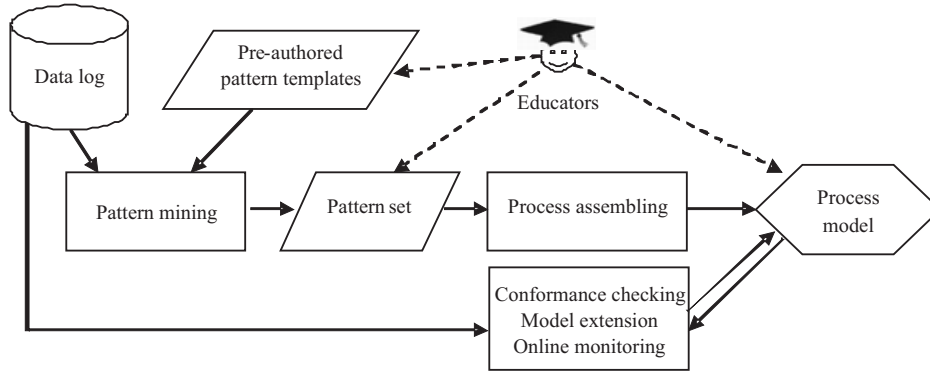 Data log
Pre-authored
pattern templates
Educators
Pattern mining
Pattern set
Process assembling
Process
model
Conformance checking
Model extension
Online monitoring